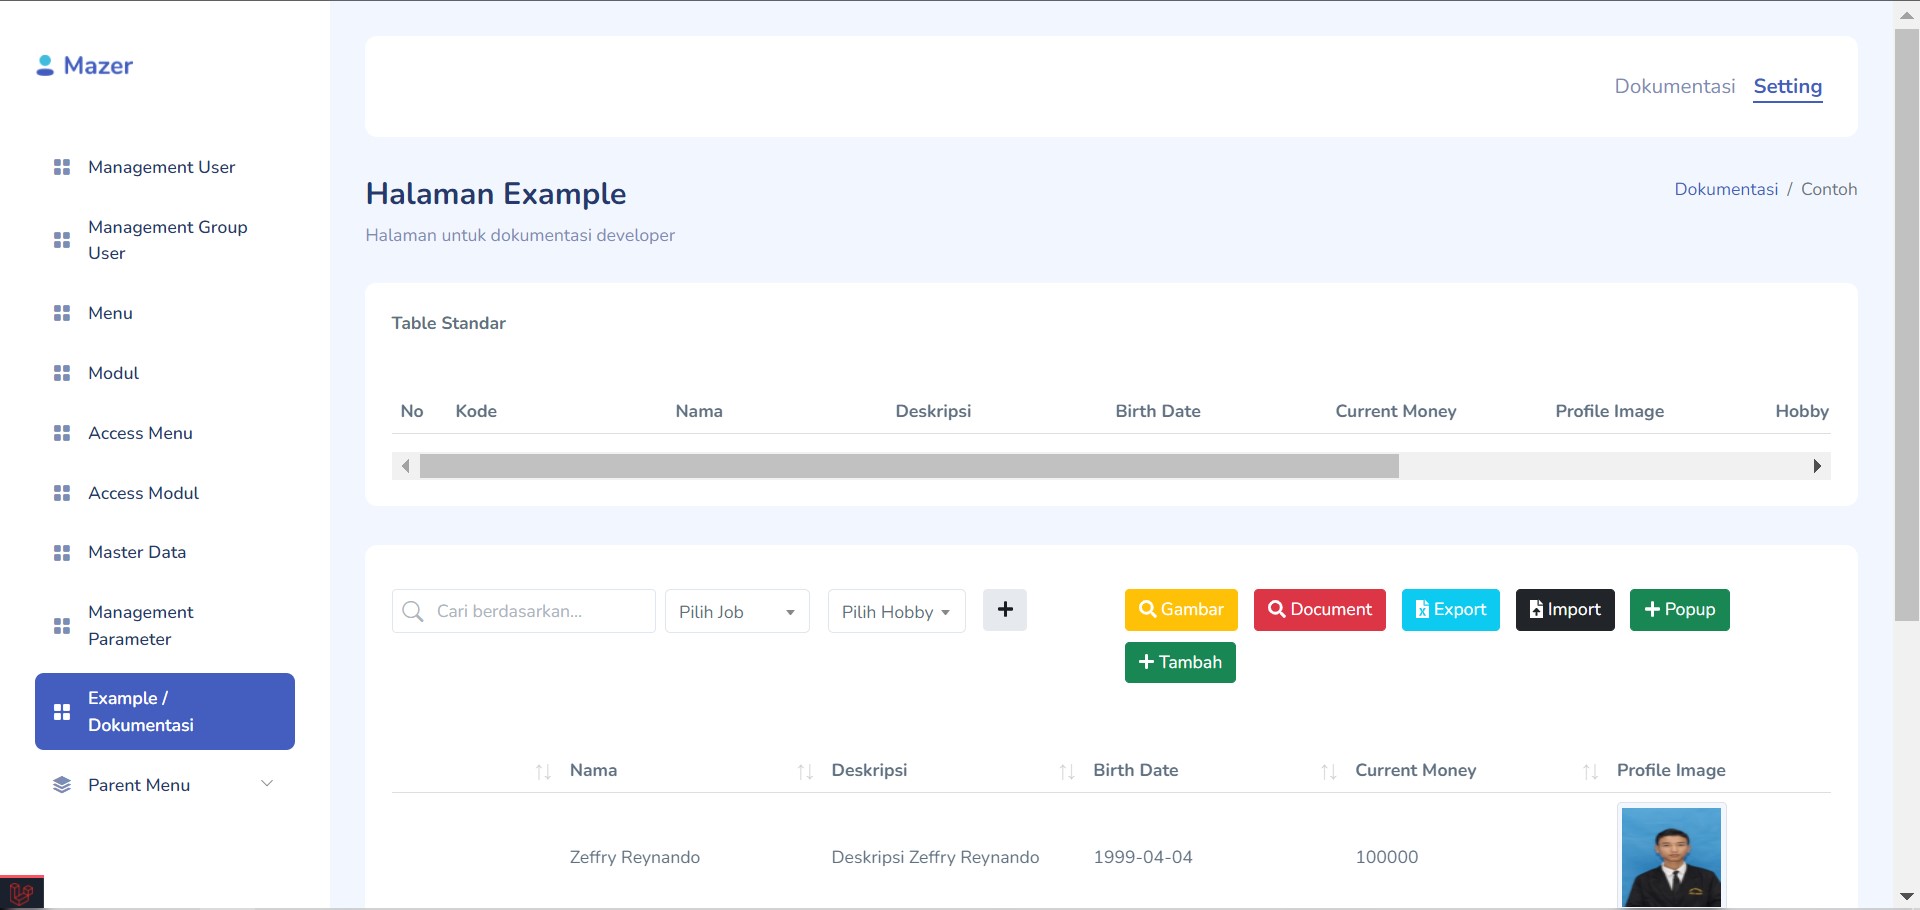 Mazer
Management User
Management Group
User
Menu
Modul
Access Menu
Access Modul
Master Data
Management
Parameter
Example /
Dokumentasi
Parent Menu
Dokumentasi Setting
Halaman Example
Dokumentasi / Contoh
Halaman untuk dokumentasi developer
Table Standar
No Kode Nama Deskripsi Birth Date Current Money Profile Image Hobby
Cari berdasarkan... Pilih Job Pilih Hobby + Gambar Document Export Import + Popup
+ Tambah
Nama Deskripsi Birth Date Current Money Profile Image
Zeffry Reynando Deskripsi Zeffry Reynando 1999-04-04 100000